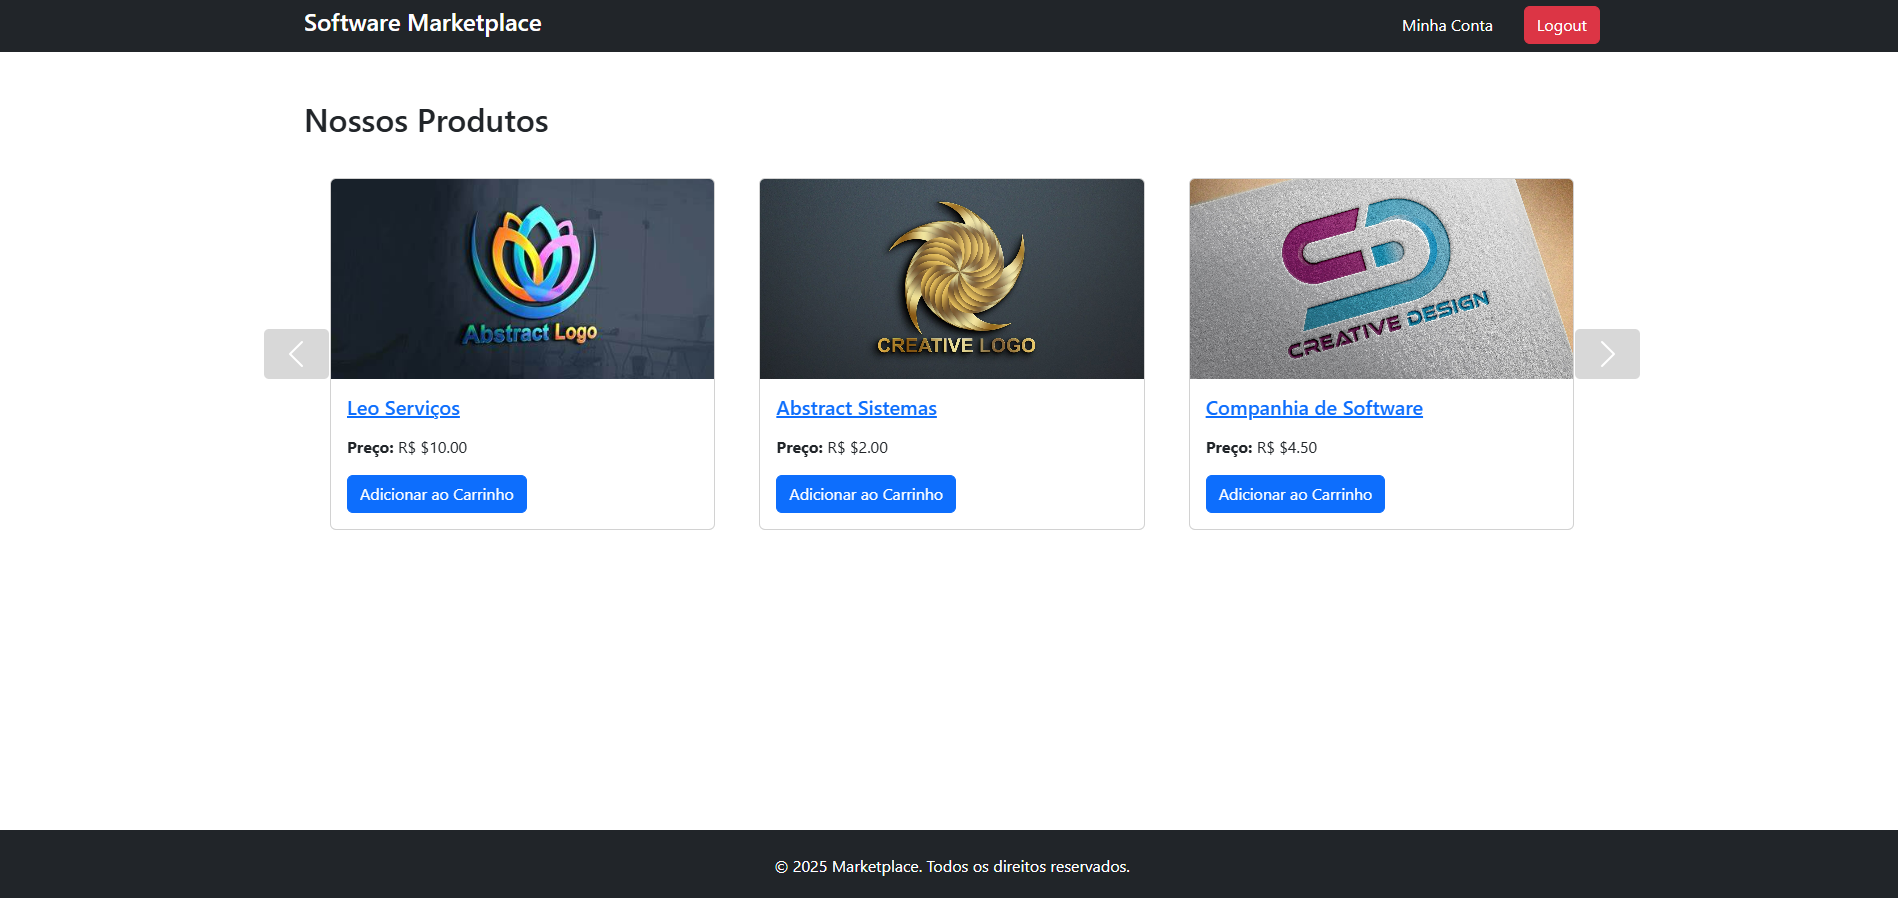 Software Marketplace
Minha Conta
Logout
Nossos Produtos
Abstract Logo
CREATIVE LOGO
CREATIVE DESIGN
Leo Serviços
Preço: R$ $10.00
Adicionar ao Carrinho
Abstract Sistemas
Preço: R$ $2.00
Adicionar ao Carrinho
Companhia de Software
Preço: R$ $4.50
Adicionar ao Carrinho
© 2025 Marketplace. Todos os direitos reservados.